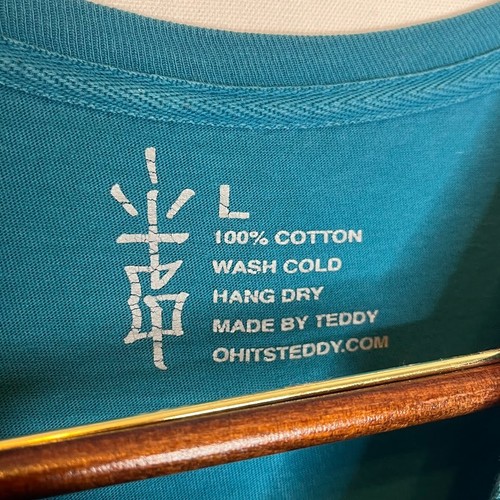 L
100% COTTON
WASH COLD
HANG DRY
MADE BY TEDDY
OHITSTEDDY.COM